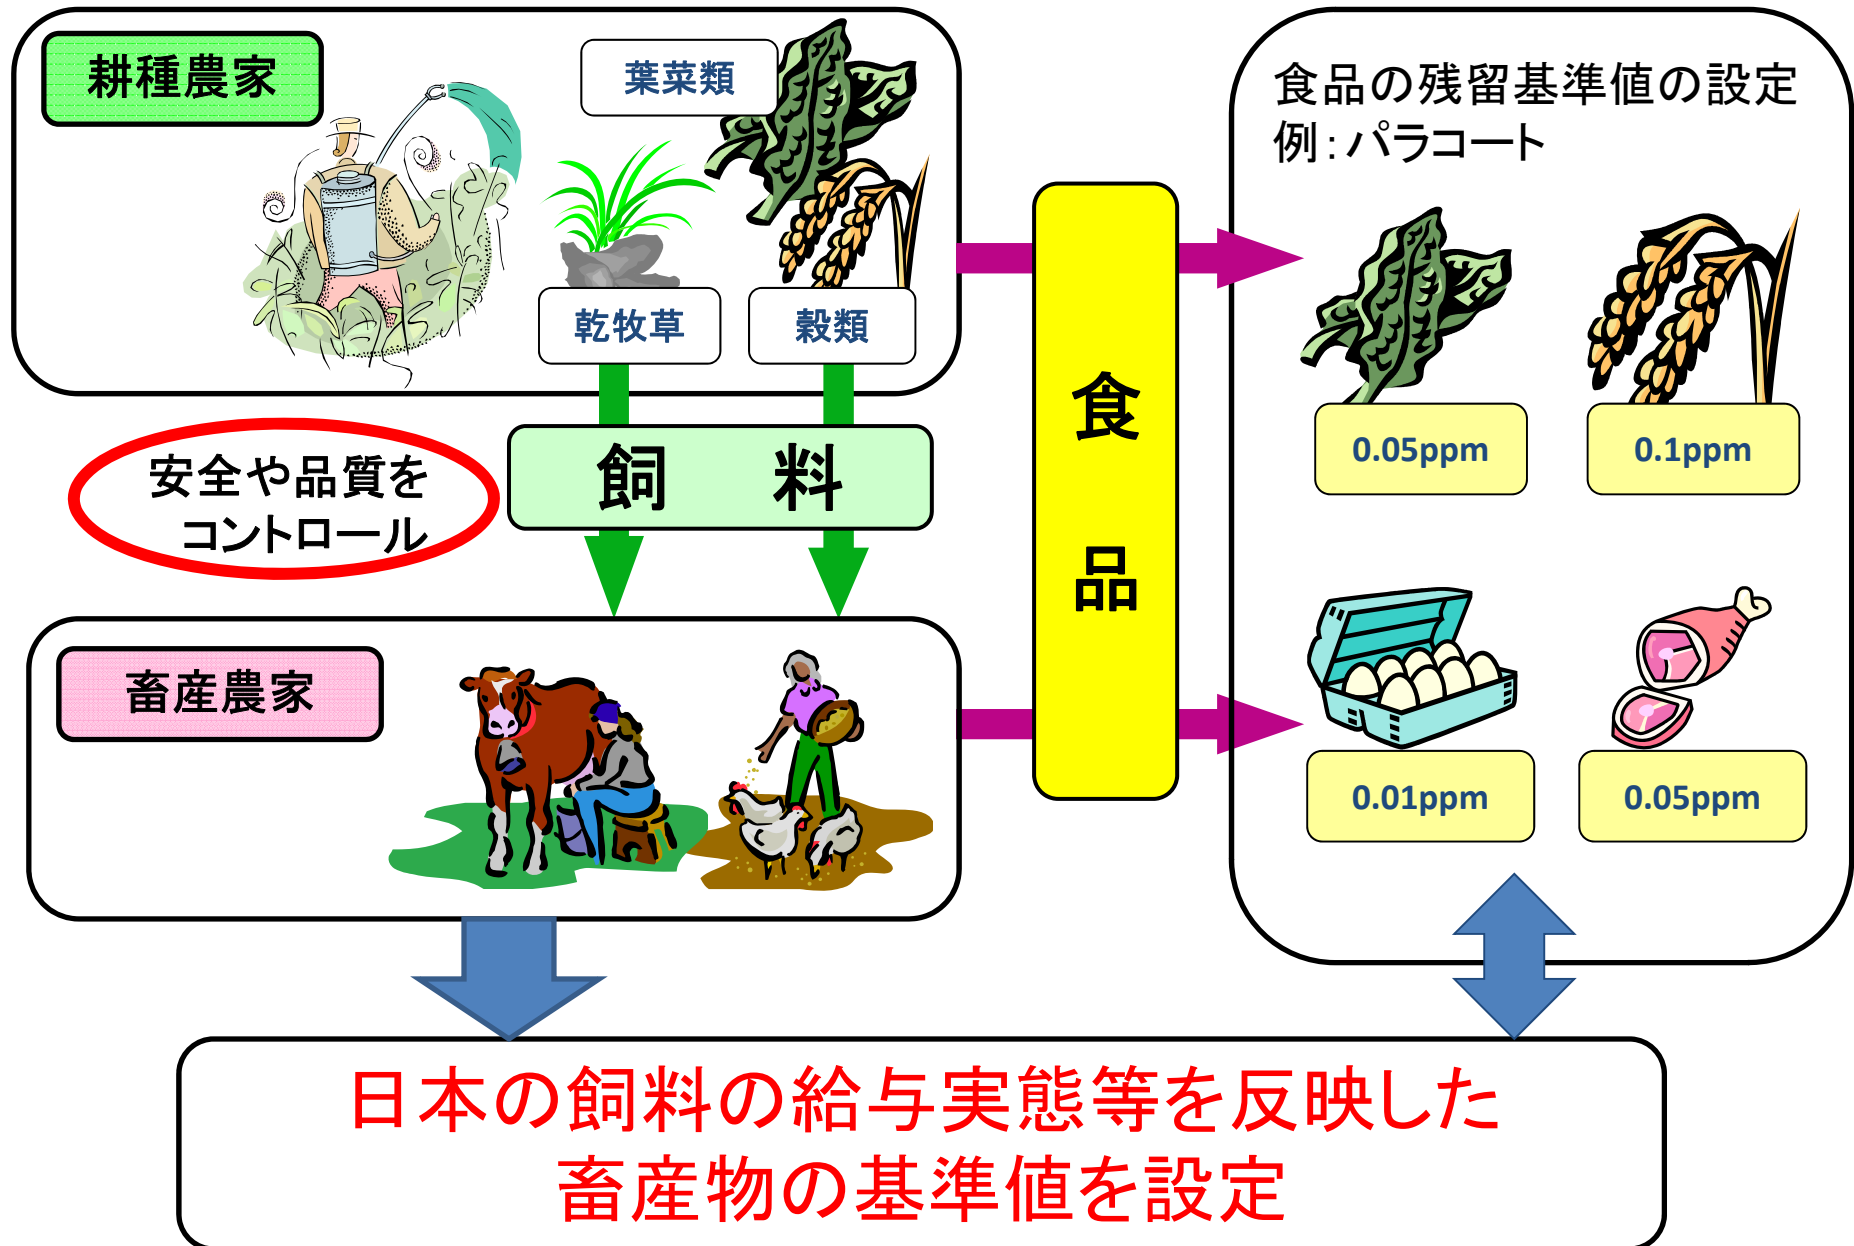 耕種農家
葉菜類
乾牧草
穀類
安全や品質を
コントロール
飼 料
畜産農家
食
品
食品の残留基準値の設定
例：パラコート
0.05ppm
0.1ppm
0.01ppm
0.05ppm
日本の飼料の給与実態等を反映した
畜産物の基準値を設定